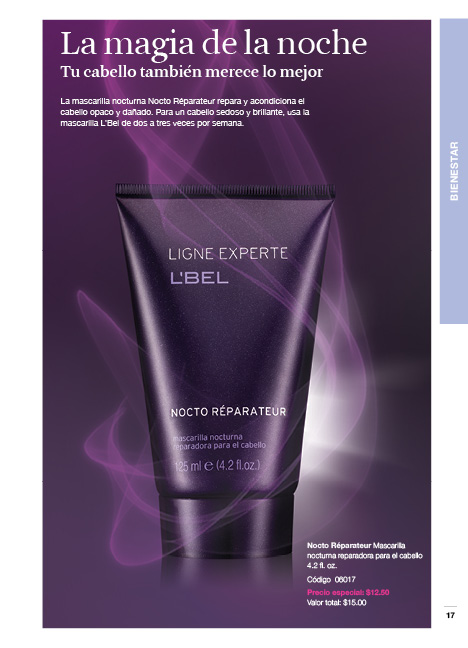 La magia de la noche
Tu cabello también merece lo mejor
La mascarilla nocturna Nocto Réparateur repara y acondiciona el
cabello opaco y dañado. Para un cabello sedoso y brillante, usa la
mascarilla L'Bel de dos a tres veces por semana.
BIENESTAR
LIGNE EXPERTE
L'BEL
NOCTO RÉPARATEUR
mascarilla nocturna
reparadora para el cabello
125 ml e (4.2 fl.oz.)
Nocto Réparateur Mascarilla
nocturna reparadora para el cabello
4.2 fl. oz.
Código 06017
Precio especial: $12.50
Valor total: $15.00
17